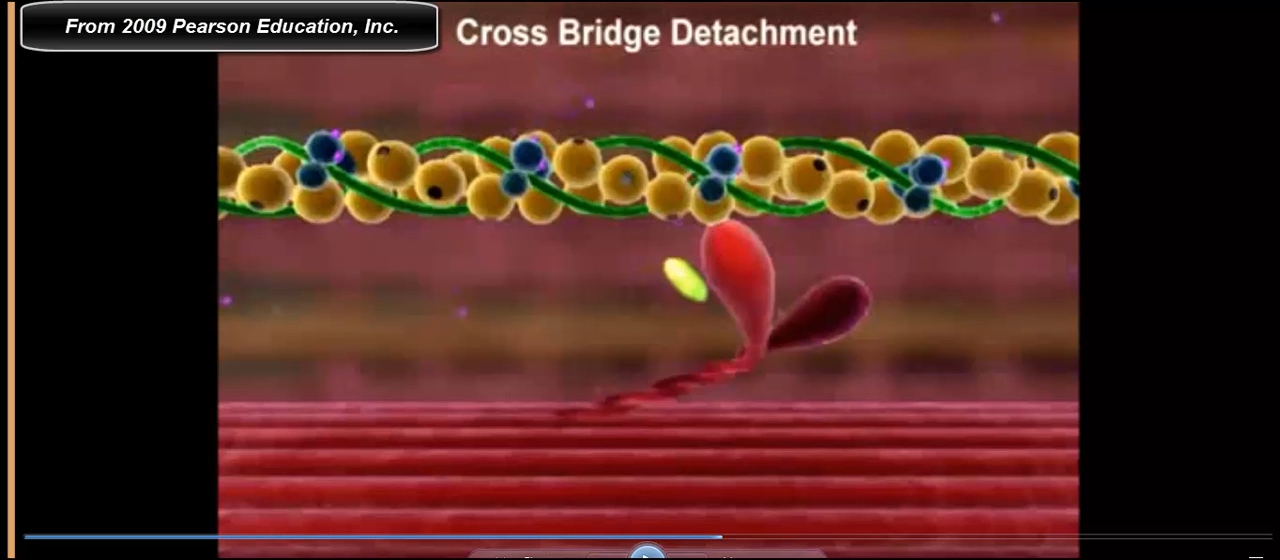 From 2009 Pearson Education, Inc.
Cross Bridge Detachment